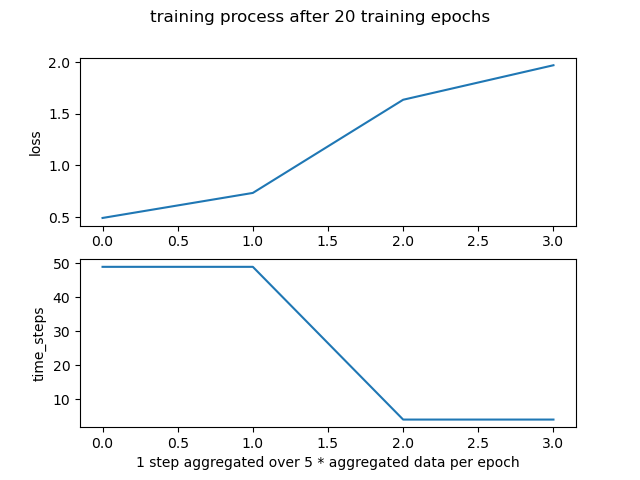 training process after 20 training epochs
2.0
1.5
1.0
0.5
loss
0.0 0.5 1.0 1.5 2.0 2.5 3.0
50
40
30
20
10
time_steps
0.0 0.5 1.0 1.5 2.0 2.5 3.0
1 step aggregated over 5 * aggregated data per epoch